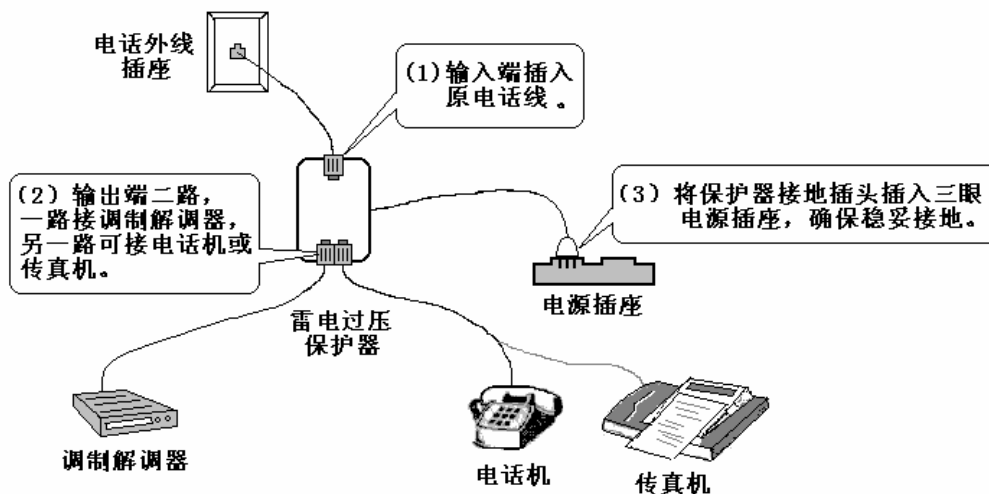 电话外线
插座
(1)输入端插入
原电话线。
(2) 输出端二路,
一路接调制解调器,
另一路可接电话机或
传真机。
(3) 将保护器接地插头插入三眼
电源插座, 确保稳妥接地。
电源插座
雷电过压
保护器
调制解调器
电话机
传真机